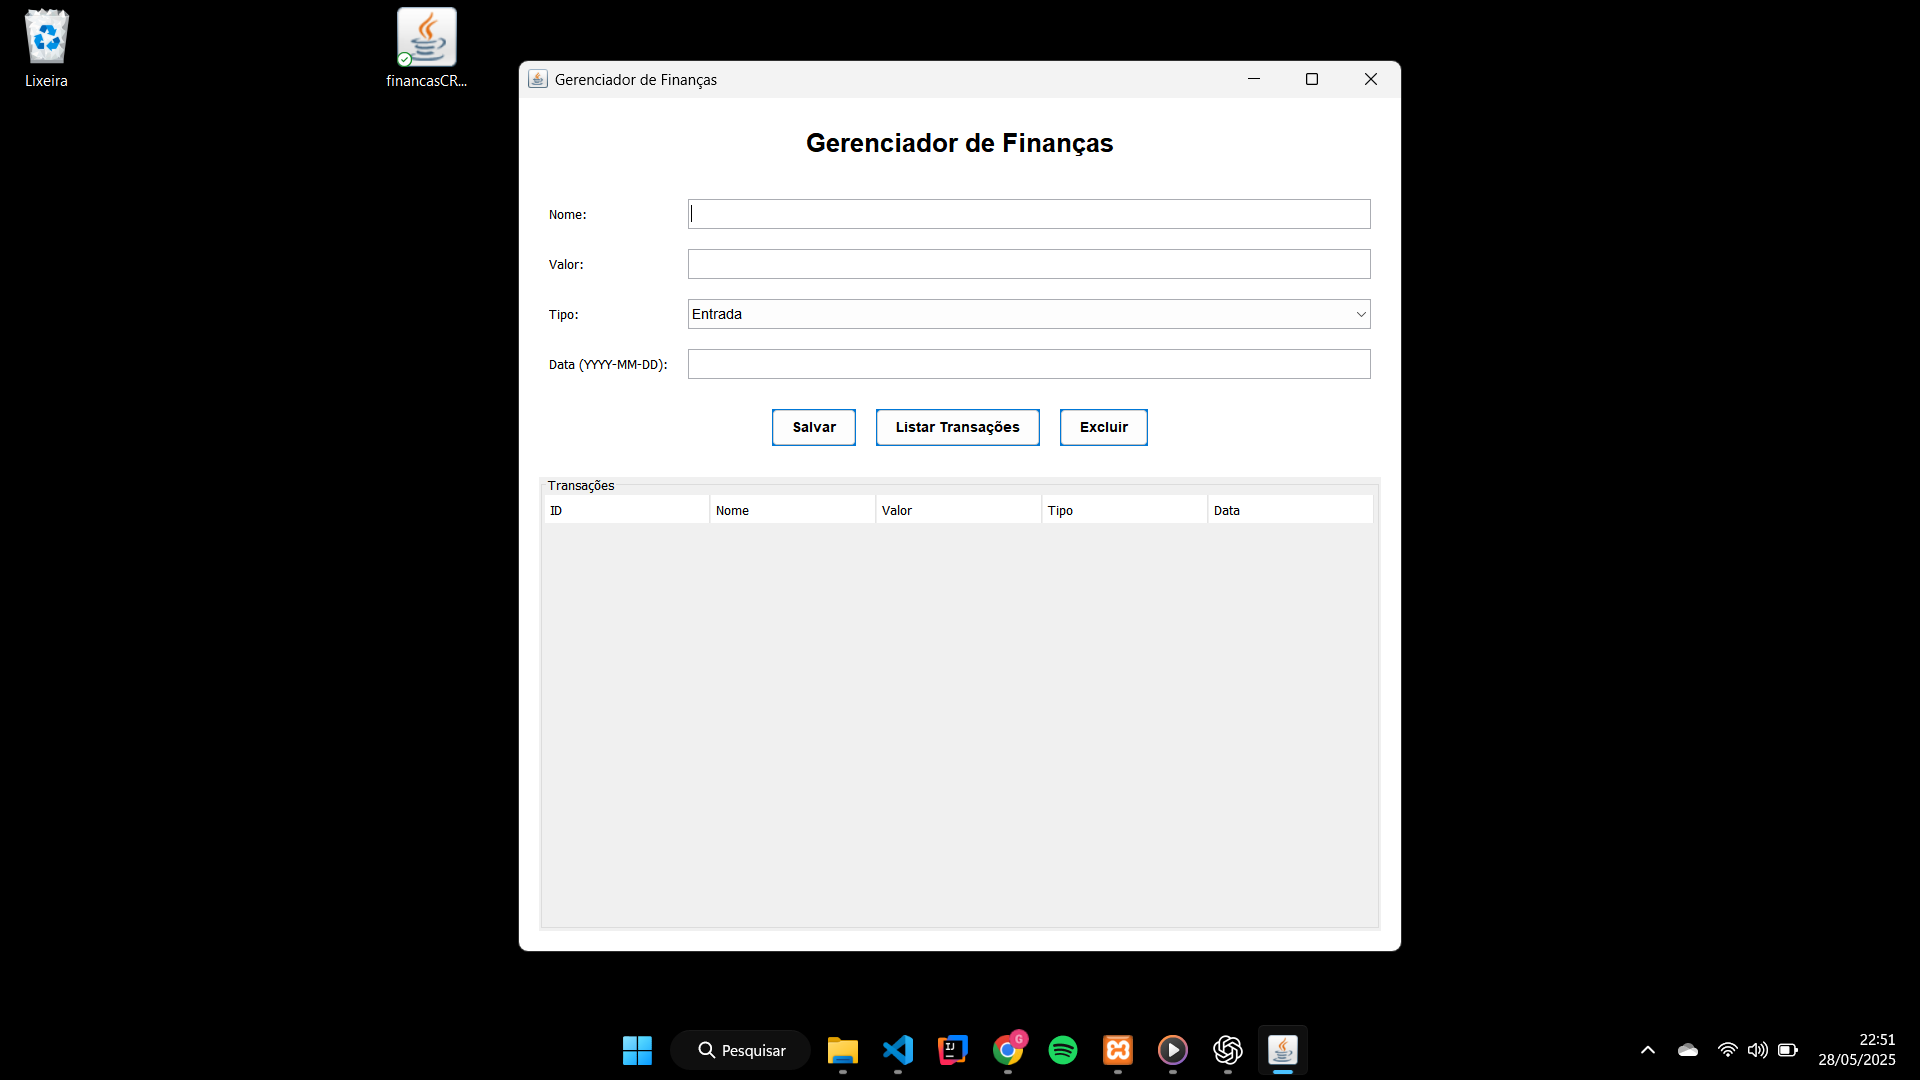 Lixeira
financasCR...
Gerenciador de Finanças
Gerenciador de Finanças
Nome:
Valor:
Tipo:
Entrada
Data (YYYY-MM-DD):
Salvar
Listar Transações
Excluir
Transações
ID
Nome
Valor
Tipo
Data
Pesquisar
IJ
G
22:51
28/05/2025